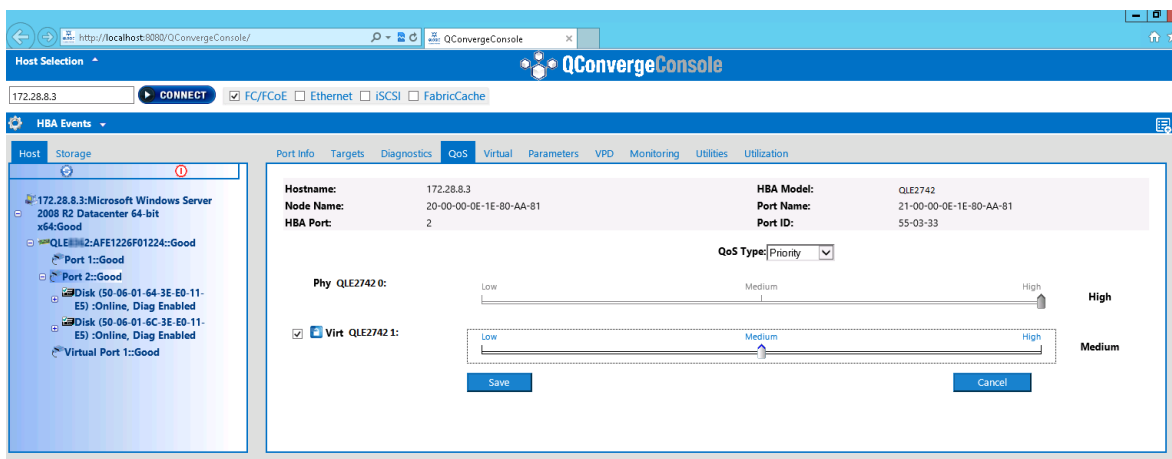 http://localhost:8080/QConvergeConsole/
QConvergeConsole
Host Selection
QConvergeConsole
172.28.8.3
CONNECT
FC/FCoE
Ethernet
iSCSI
FabricCache
HBA Events
Host
Storage
Port Info
Targets
Diagnostics
QoS
Virtual
Parameters
VPD
Monitoring
Utilities
Utilization
172.28.8.3:Microsoft Windows Server
2008 R2 Datacenter 64-bit
x64:Good
2:AFE1226F01224::Good
Port 1::Good
Port 2::Good
Disk (50-06-01-64-3E-E0-11-
E5) :Online, Diag Enabled
Disk (50-06-01-6C-3E-E0-11-
E5) :Online, Diag Enabled
Virtual Port 1::Good
Hostname: 172.28.8.3 HBA Model: QLE2742
Node Name: 20-00-00-0E-1E-80-AA-81 Port Name: 21-00-00-0E-1E-80-AA-81
HBA Port: 2 Port ID: 55-03-33
QoS Type: Priority
Phy QLE2742 0: Low Medium High High
Virt QLE2742 1: Low Medium High Medium
Save
Cancel